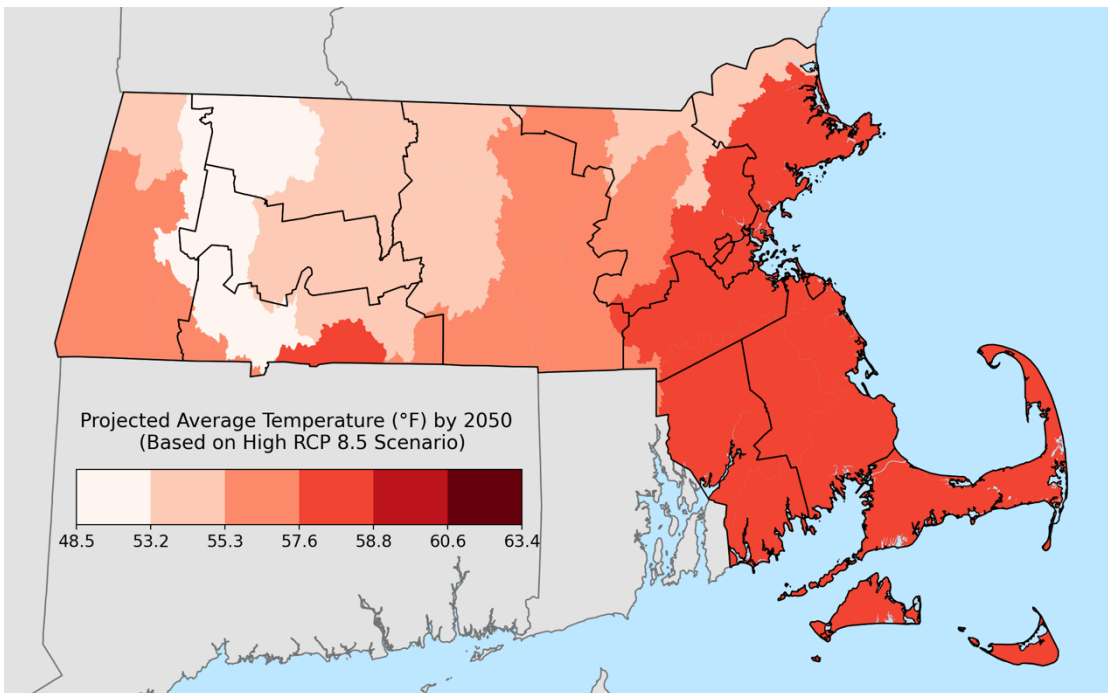 Projected Average Temperature (°F) by 2050
(Based on High RCP 8.5 Scenario)
48.5 53.2 55.3 57.6 58.8 60.6 63.4